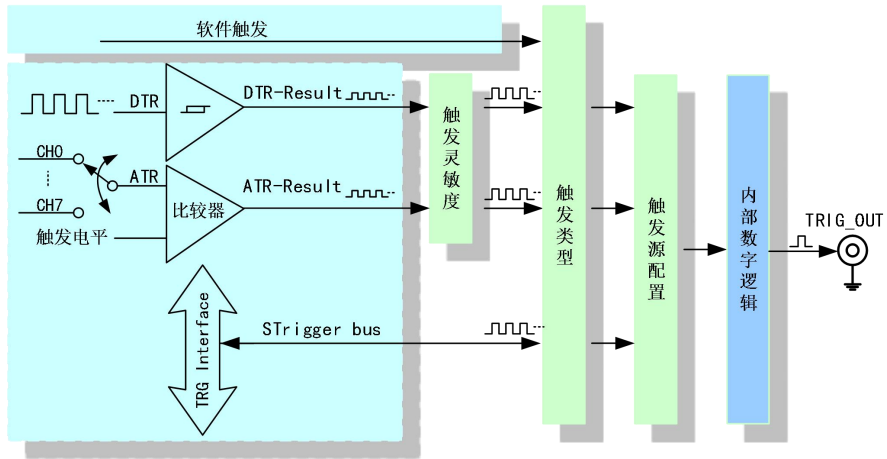 软件触发
DTR
DTR-Result
CH0
ATR
ATR-Result
CH7
比较器
触发电平
触发灵敏度
触发类型
触发源配置
内部数字逻辑
TRIG_OUT
TRG Interface
STrigger bus